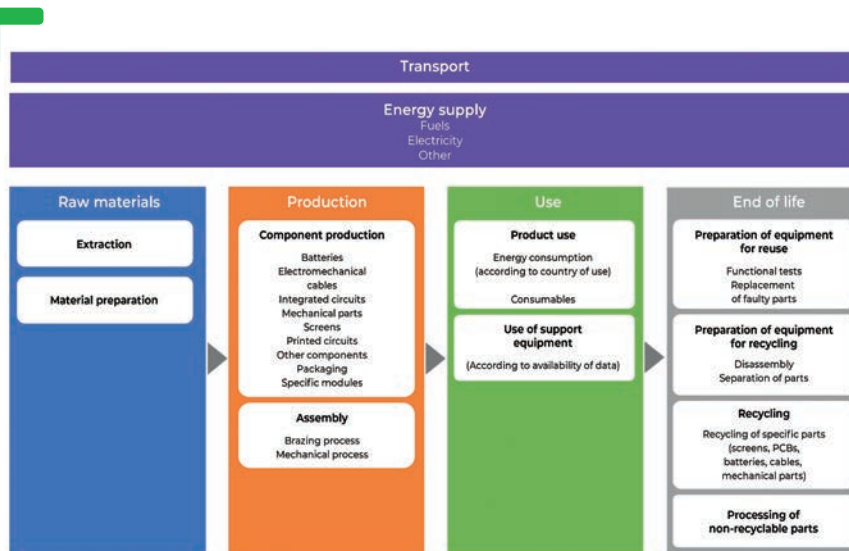 Transport
Energy supply
Fuels
Electricity
Other
Raw materials
Extraction
Material preparation
Production
Component production
Batteries
Electromechanical
cables
Integrated circuits
Mechanical parts
Screens
Printed circuits
Other components
Packaging
Specific modules
Assembly
Brazing process
Mechanical process
Use
Product use
Energy consumption
(according to country of use)
Consumables
Use of support
equipment
(According to availability of data)
End of life
Preparation of equipment
for reuse
Functional tests
Replacement
of faulty parts
Preparation of equipment
for recycling
Disassembly
Separation of parts
Recycling
Recycling of specific parts
(screens, PCBs,
batteries, cables,
mechanical parts)
Processing of
non-recyclable parts